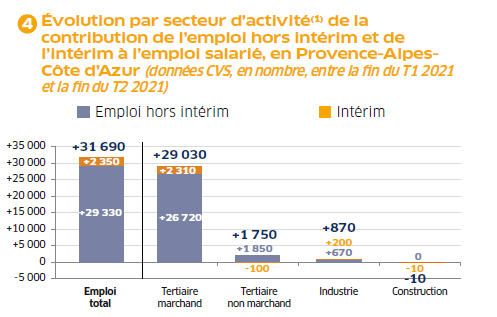 4 Évolution par secteur d'activité(1) de la
contribution de l'emploi hors intérim et de
l'intérim à l'emploi salarié, en Provence-Alpes-
Côte d'Azur (données CVS, en nombre, entre la fin du T1 2021
et la fin du T2 2021)
Emploi hors intérim Intérim
+35 000
+30 000
+25 000
+20 000
+15 000
+10 000
+5 000
0
-5 000
+31 690
+2 350
+29 330
+29 030
+2 310
+26 720
+1 750
+1 850
-100
+870
+200
+670
0
-10
-10
Emploi
total
Tertiaire
marchand
Tertiaire
non marchand
Industrie
Construction